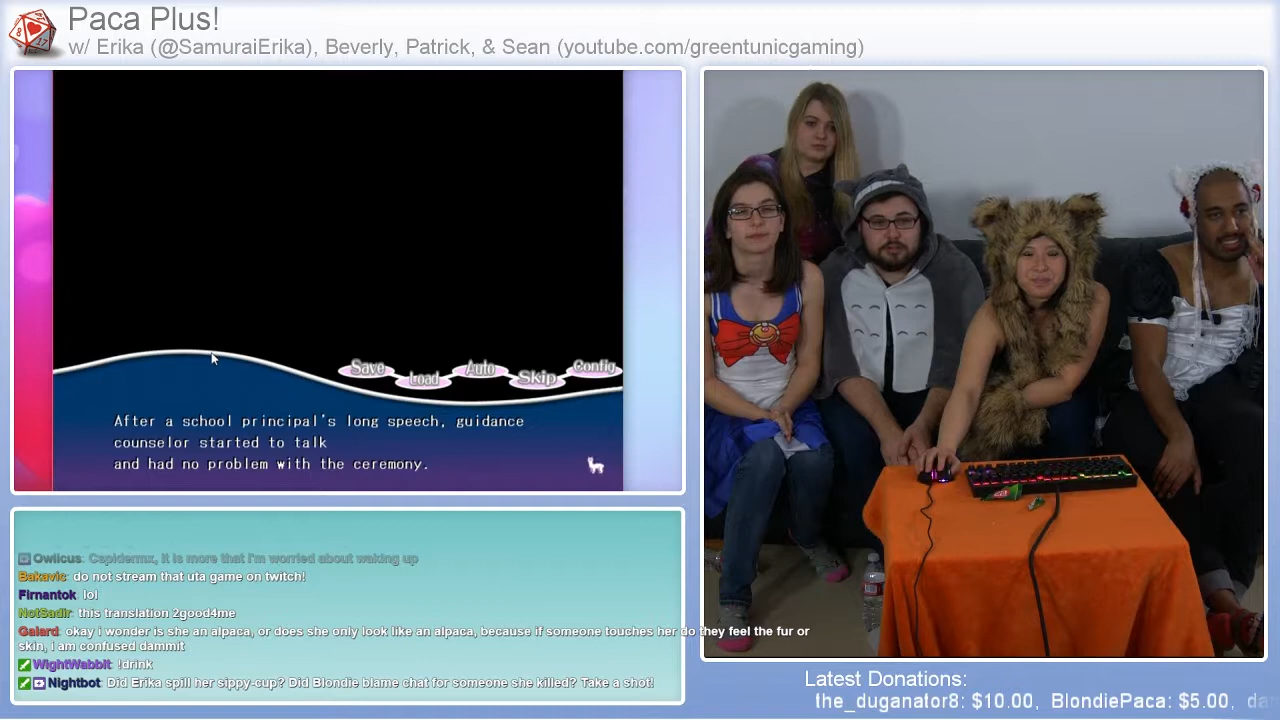 Paca Plus!
w/ Erika (@SamuraiErika), Beverly, Patrick, & Sean (youtube.com/greentunicgaming)
Save
Load
Auto
Skip
Config
After a school principal's long speech, guidance
counselor started to talk
and had no problem with the ceremony.
Owlicus: Capidermx, it is more that i'm worried about waking up
Bakavic: do not stream that uta game on twitch!
Firnantok lol
NotSadir: this translation 2good4me
Galard: okay i wonder is she an alpaca, or does she only look like an alpaca, because if someone touches her do they feel the fur or
skin, i am confused dammit
WightWabbit: !drink
Nightbot: Did Erika spill her sippy-cup? Did Blondie blame chat for someone she killed? Take a shot!
Latest Donations:
the_duganator8: $10.00, BlondiePaca: $5.00,